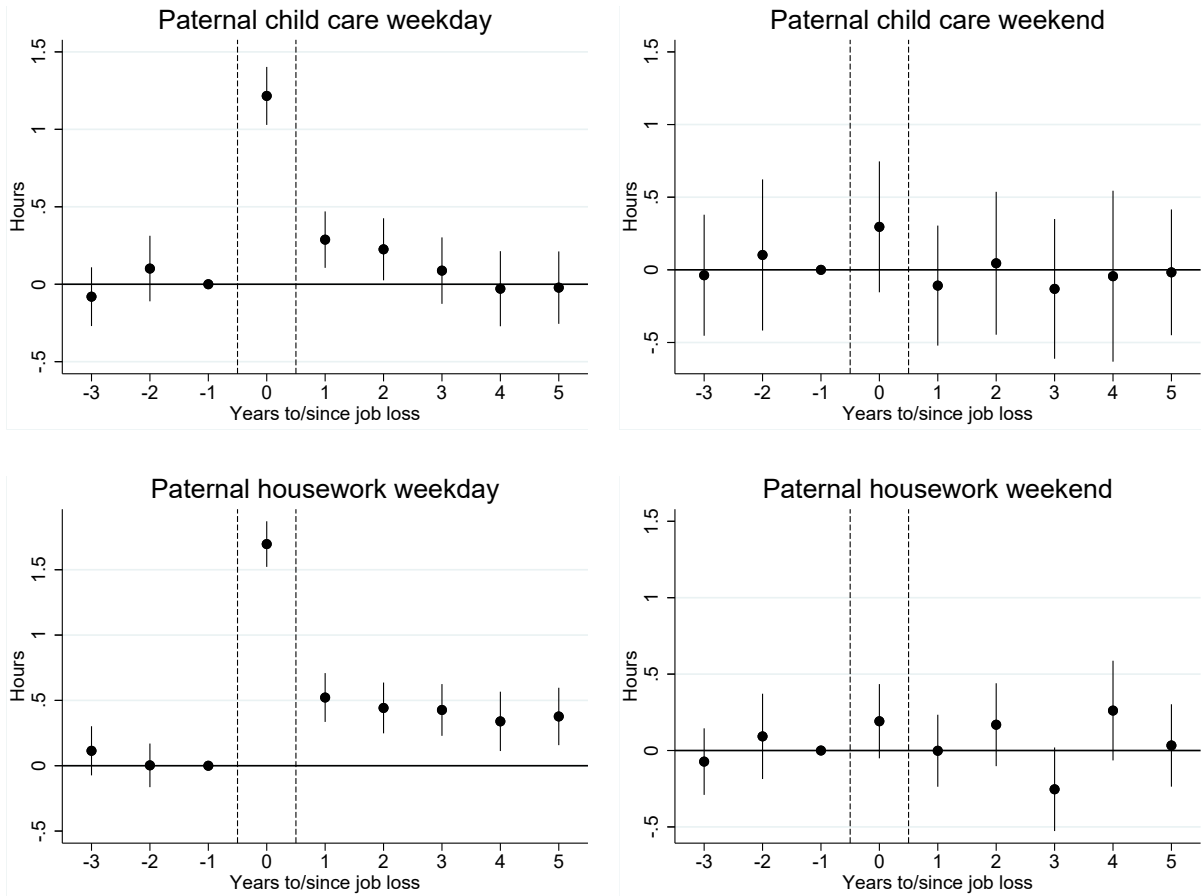 Paternal child care weekday
Hours
1.5
1
.5
0
-.5
-3 -2 -1 0 1 2 3 4 5
Years to/since job loss
Paternal child care weekend
Hours
1.5
1
.5
0
-.5
-3 -2 -1 0 1 2 3 4 5
Years to/since job loss
Paternal housework weekday
Hours
1.5
1
.5
0
-.5
-3 -2 -1 0 1 2 3 4 5
Years to/since job loss
Paternal housework weekend
Hours
1.5
1
.5
0
-.5
-3 -2 -1 0 1 2 3 4 5
Years to/since job loss